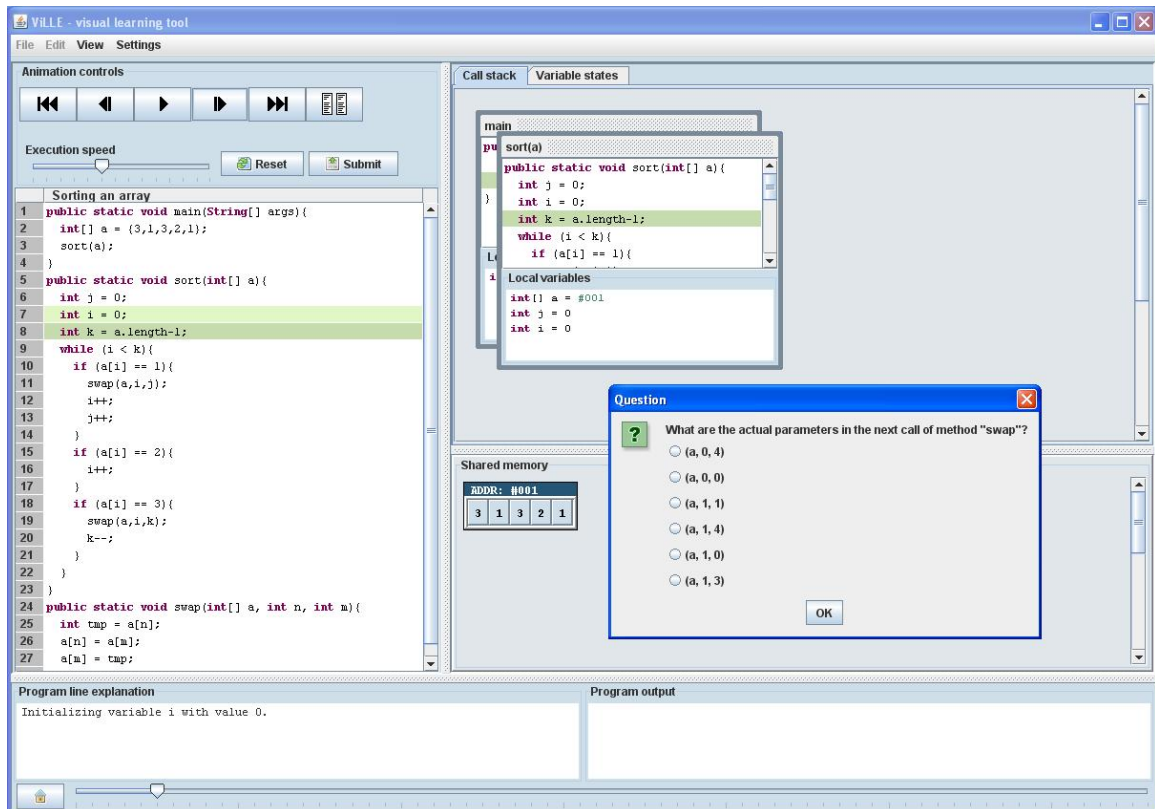 ViLLE - visual learning tool
File Edit View Settings
Animation controls
Execution speed
Reset
Submit
Sorting an array
1 public static void main(String[] args){
2 int[] a = {3,1,3,2,1};
3 sort(a);
4 }
5 public static void sort(int[] a){
6 int j = 0;
7 int i = 0;
8 int k = a.length-1;
9 while (i < k){
10 if (a[i] == 1){
11 swap(a,i,j);
12 i++;
13 j++;
14 }
15 if (a[i] == 2){
16 i++;
17 }
18 if (a[i] == 3){
19 swap(a,i,k);
20 k--;
21 }
22 }
23 }
24 public static void swap(int[] a, int n, int m){
25 int tmp = a[n];
26 a[n] = a[m];
27 a[m] = tmp;
Call stack Variable states
main
pu
}
Lo
i
sort(a)
public static void sort(int[] a){
int j = 0;
int i = 0;
int k = a.length-1;
while (i < k){
if (a[i] == 1){
Local variables
int[] a = #001
int j = 0
int i = 0
Shared memory
ADDR: #001
3 1 3 2 1
Question
What are the actual parameters in the next call of method "swap"?
(a, 0, 4)
(a, 0, 0)
(a, 1, 1)
(a, 1, 4)
(a, 1, 0)
(a, 1, 3)
OK
Program line explanation
Initializing variable i with value 0.
Program output